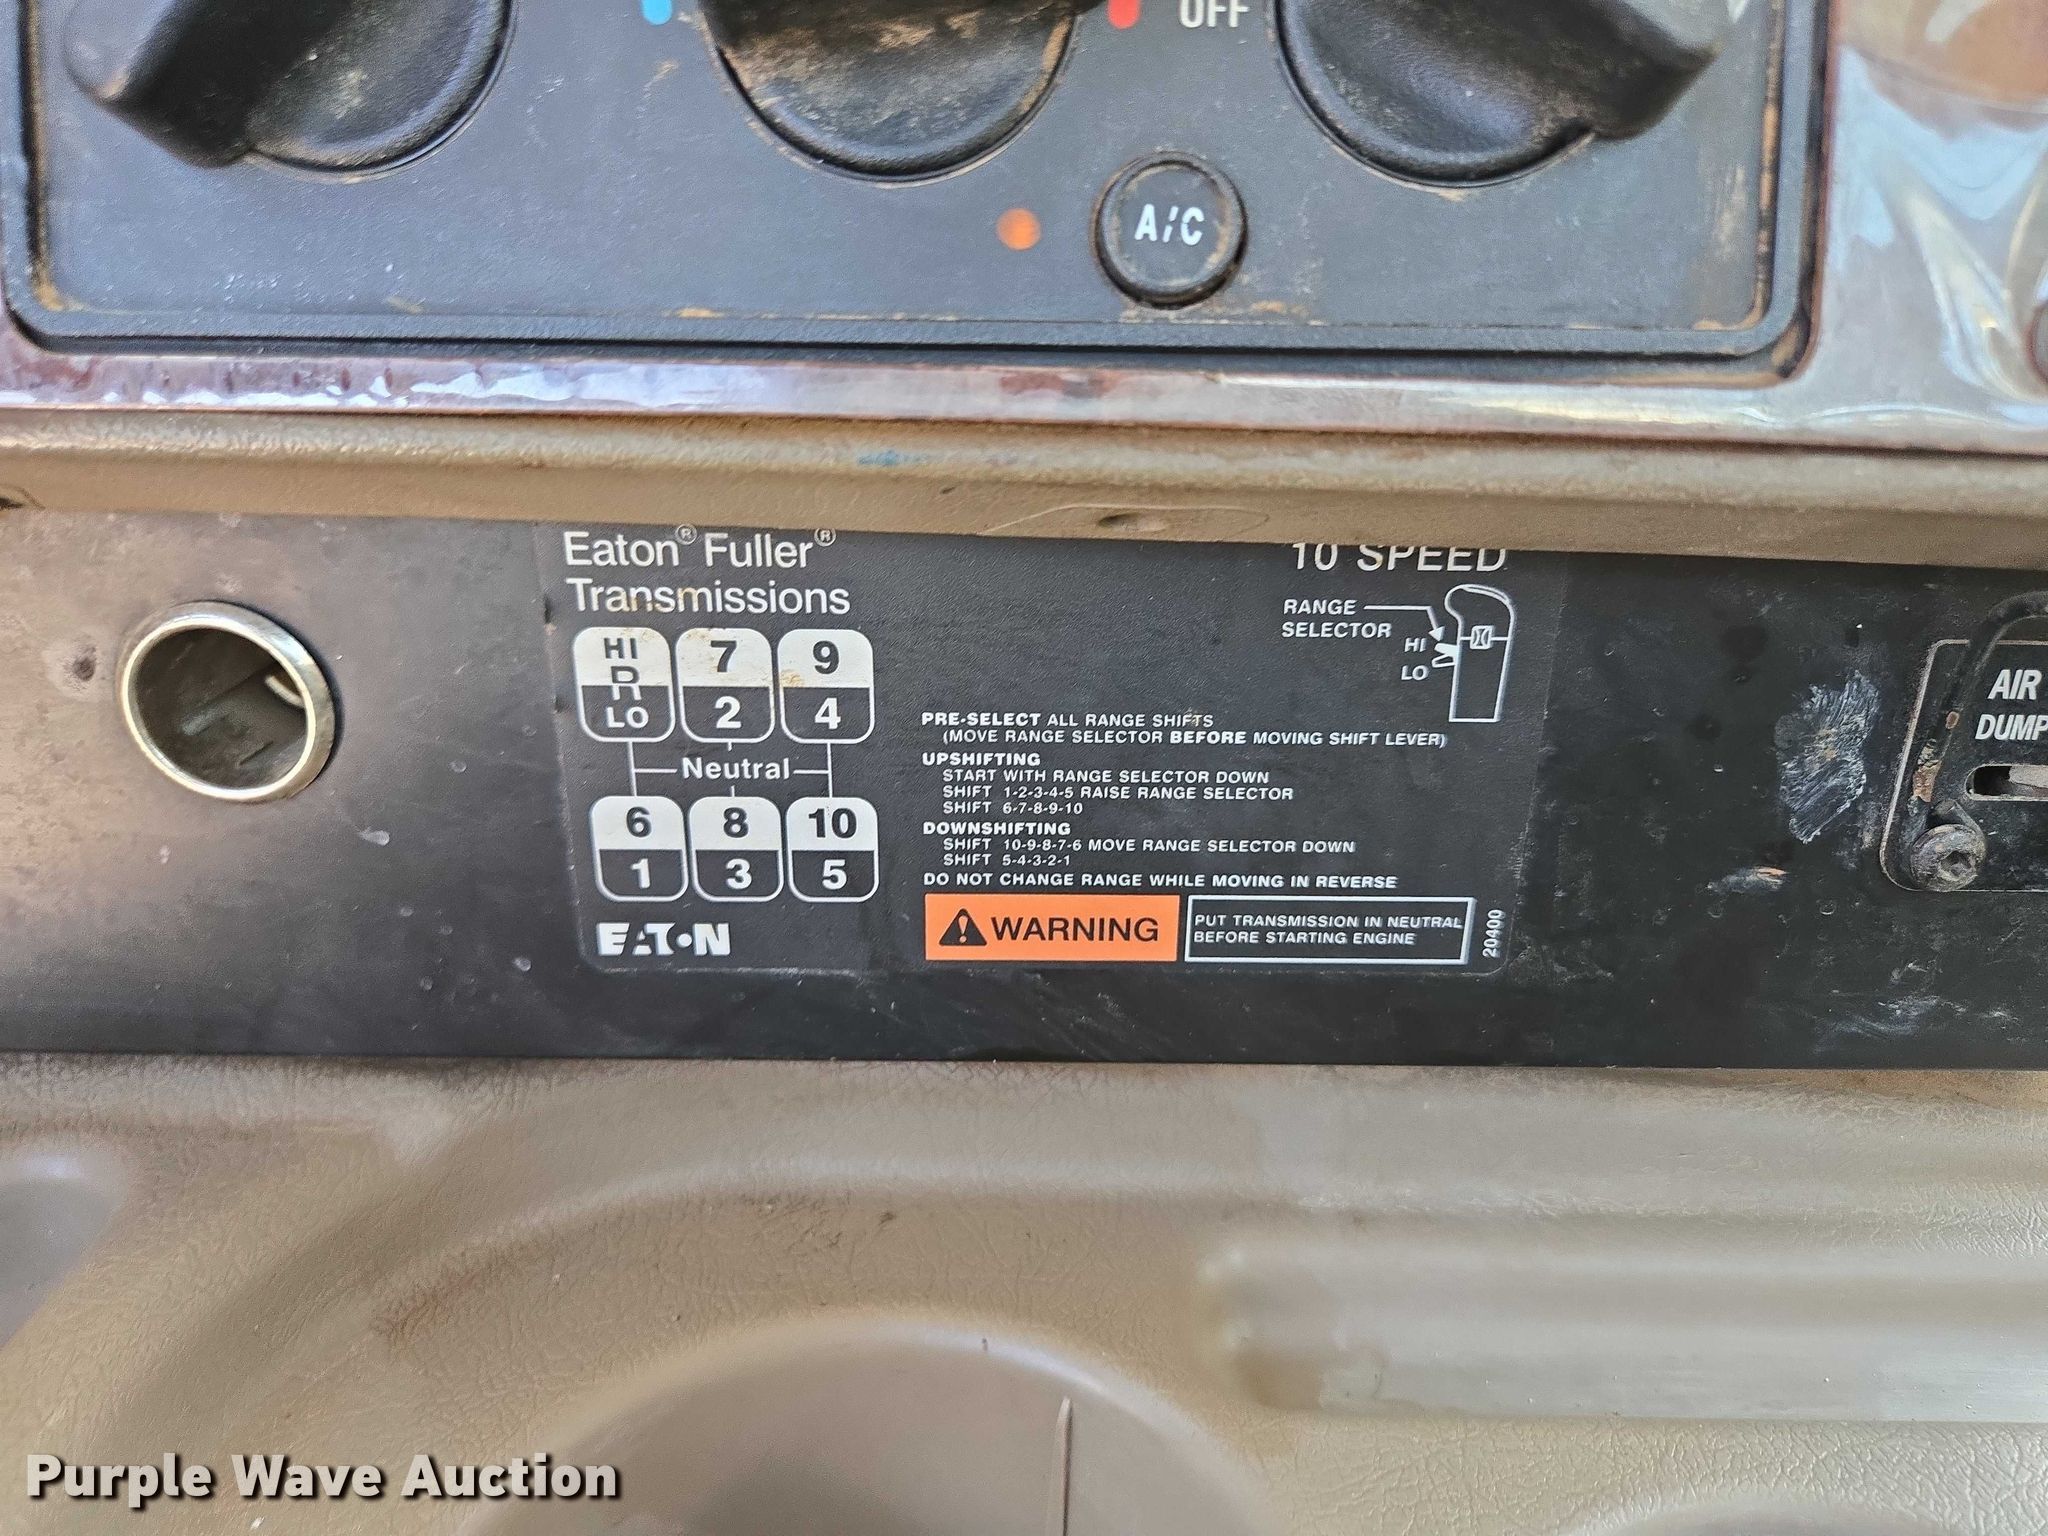 OFF
A/C
Eaton® Fuller®
Transmissions
10 SPEED
RANGE
SELECTOR
HI
LO
HI
R
LO
7
2
9
4
Neutral
6
1
8
3
10
5
EATON
PRE-SELECT ALL RANGE SHIFTS
(MOVE RANGE SELECTOR BEFORE MOVING SHIFT LEVER)
UPSHIFTING
START WITH RANGE SELECTOR DOWN
SHIFT 1-2-3-4-5 RAISE RANGE SELECTOR
SHIFT 6-7-8-9-10
DOWNSHIFTING
SHIFT 10-9-8-7-6 MOVE RANGE SELECTOR DOWN
SHIFT 5-4-3-2-1
DO NOT CHANGE RANGE WHILE MOVING IN REVERSE
WARNING
PUT TRANSMISSION IN NEUTRAL
BEFORE STARTING ENGINE
20400
AIR
DUMP
Purple Wave Auction